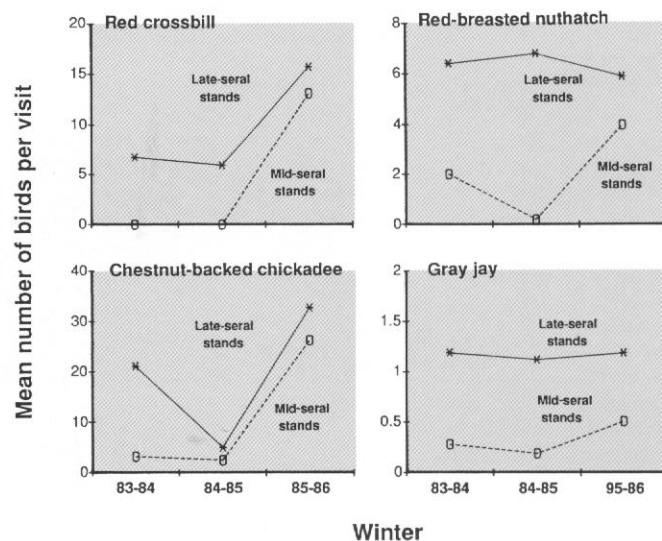 Red crossbill
20
15
10
5
0
Late-seral
stands
Mid-seral
stands
Red-breasted nuthatch
8
6
4
2
0
Late-seral
stands
Mid-seral
stands
Chestnut-backed chickadee
40
30
20
10
0
Late-seral
stands
Mid-seral
stands
83-84
84-85
85-86
Gray jay
2
1.5
1
0.5
0
Late-seral
stands
Mid-seral
stands
83-84
84-85
95-86
Mean number of birds per visit
Winter